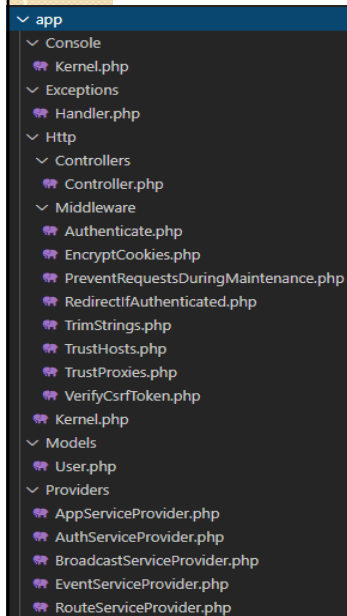 app
Console
Kernel.php
Exceptions
Handler.php
Http
Controllers
Controller.php
Middleware
Authenticate.php
EncryptCookies.php
PreventRequestsDuringMaintenance.php
RedirectIfAuthenticated.php
TrimStrings.php
TrustHosts.php
TrustProxies.php
VerifyCsrfToken.php
Kernel.php
Models
User.php
Providers
AppServiceProvider.php
AuthServiceProvider.php
BroadcastServiceProvider.php
EventServiceProvider.php
RouteServiceProvider.php